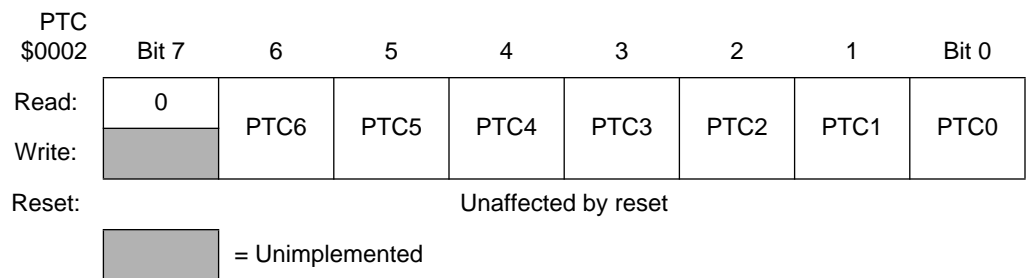 PTC
$0002 Bit 7 6 5 4 3 2 1 Bit 0
Read: 0
PTC6 PTC5 PTC4 PTC3 PTC2 PTC1 PTC0
Write:
Reset: Unaffected by reset
= Unimplemented